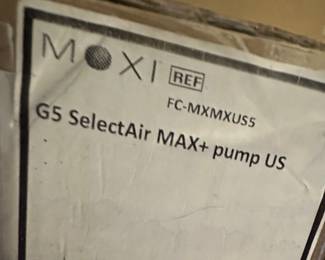 MOXI REF
FC-MXMXUS5
G5 SelectAir MAX+ pump US